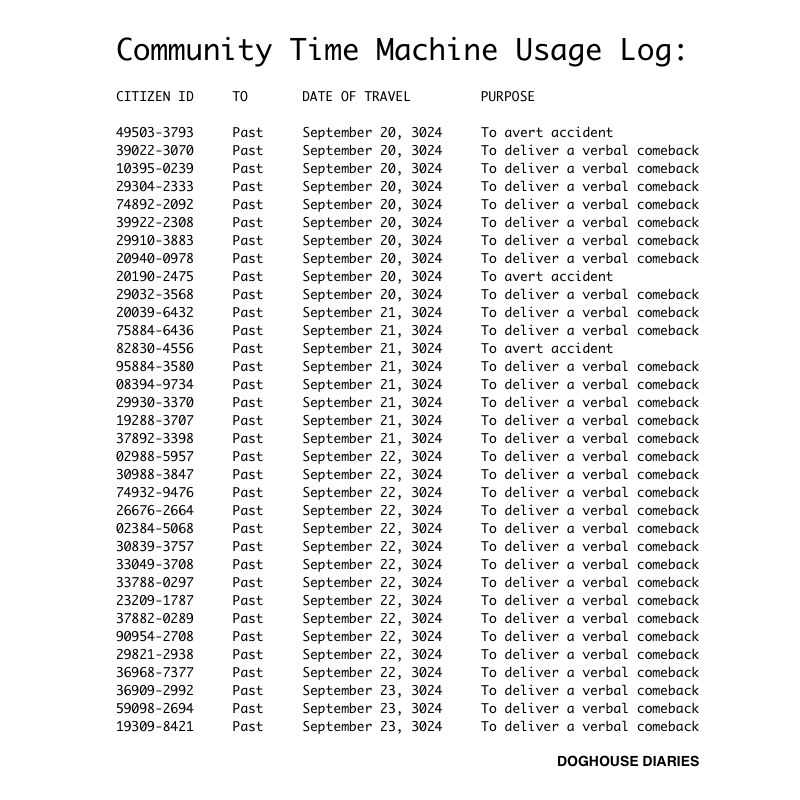 Community Time Machine Usage Log:
CITIZEN ID TO DATE OF TRAVEL PURPOSE
49503-3793 Past September 20, 3024 To avert accident
39022-3070 Past September 20, 3024 To deliver a verbal comeback
10395-0239 Past September 20, 3024 To deliver a verbal comeback
29304-2333 Past September 20, 3024 To deliver a verbal comeback
74892-2092 Past September 20, 3024 To deliver a verbal comeback
39922-2308 Past September 20, 3024 To deliver a verbal comeback
29910-3883 Past September 20, 3024 To deliver a verbal comeback
20940-0978 Past September 20, 3024 To deliver a verbal comeback
20190-2475 Past September 20, 3024 To avert accident
29032-3568 Past September 20, 3024 To deliver a verbal comeback
20039-6432 Past September 21, 3024 To deliver a verbal comeback
75884-6436 Past September 21, 3024 To deliver a verbal comeback
82830-4556 Past September 21, 3024 To avert accident
95884-3580 Past September 21, 3024 To deliver a verbal comeback
08394-9734 Past September 21, 3024 To deliver a verbal comeback
29930-3370 Past September 21, 3024 To deliver a verbal comeback
19288-3707 Past September 21, 3024 To deliver a verbal comeback
37892-3398 Past September 21, 3024 To deliver a verbal comeback
02988-5957 Past September 22, 3024 To deliver a verbal comeback
30988-3847 Past September 22, 3024 To deliver a verbal comeback
74932-9476 Past September 22, 3024 To deliver a verbal comeback
26676-2664 Past September 22, 3024 To deliver a verbal comeback
02384-5068 Past September 22, 3024 To deliver a verbal comeback
30839-3757 Past September 22, 3024 To deliver a verbal comeback
33049-3708 Past September 22, 3024 To deliver a verbal comeback
33788-0297 Past September 22, 3024 To deliver a verbal comeback
23209-1787 Past September 22, 3024 To deliver a verbal comeback
37882-0289 Past September 22, 3024 To deliver a verbal comeback
90954-2708 Past September 22, 3024 To deliver a verbal comeback
29821-2938 Past September 22, 3024 To deliver a verbal comeback
36968-7377 Past September 22, 3024 To deliver a verbal comeback
36909-2992 Past September 23, 3024 To deliver a verbal comeback
59098-2694 Past September 23, 3024 To deliver a verbal comeback
19309-8421 Past September 23, 3024 To deliver a verbal comeback
DOGHOUSE DIARIES